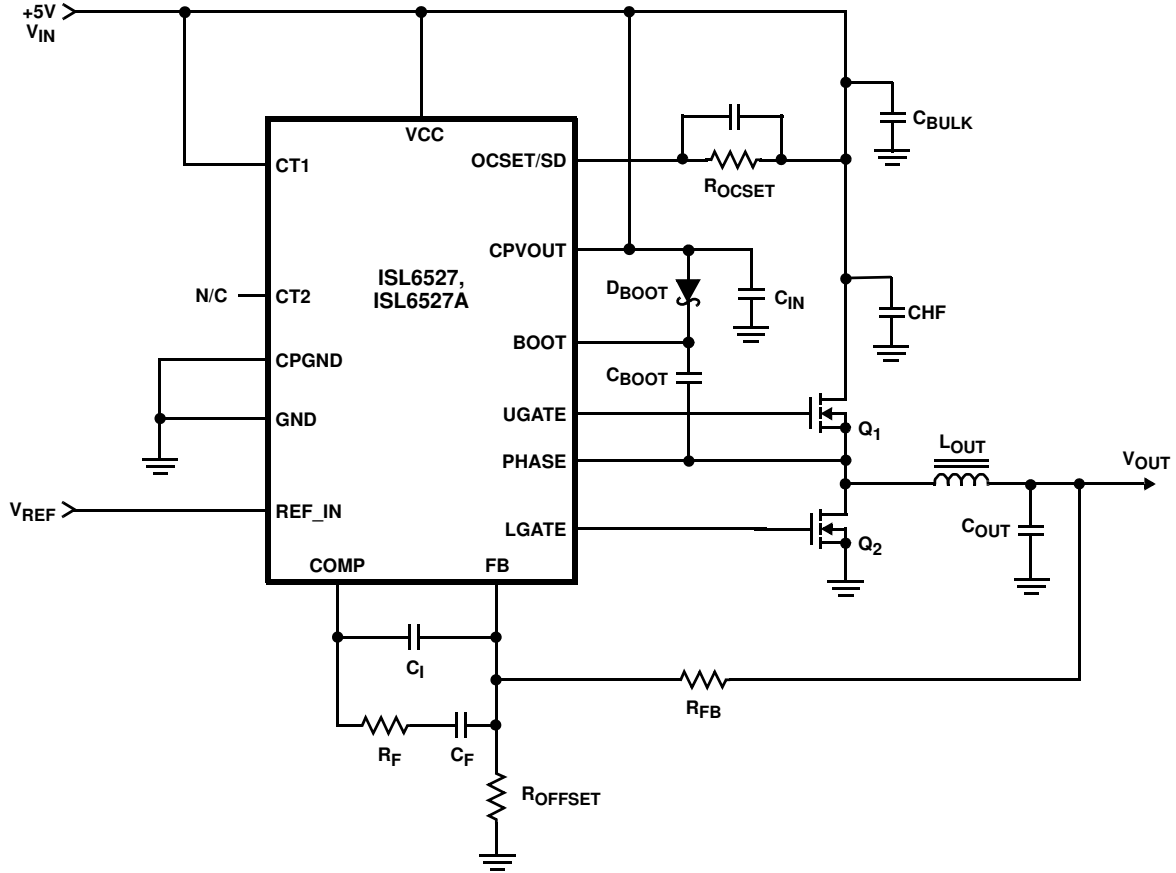 +5V
VIN
VCC
CT1
OCSET/SD
ROCSET
CBULK
CPVOUT
ISL6527,
ISL6527A
N/C
CT2
DBOOT
CIN
CHF
BOOT
CPGND
CBOOT
UGATE
GND
Q1
PHASE
LOUT
VOUT
VREF
REF_IN
LGATE
Q2
COUT
COMP
FB
CI
RFB
RF
CF
ROFFSET